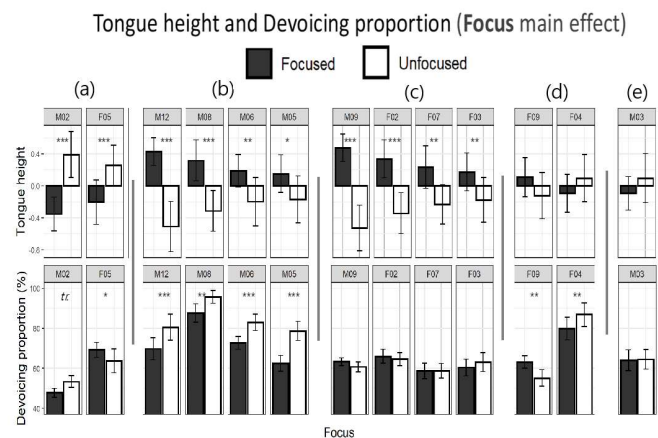 Tongue height and Devoicing proportion (Focus main effect)
Focused Unfocused
(a) (b) (c) (d) (e)
M02 F05 M12 M08 M06 M05 M09 F02 F07 F03 F09 F04 M03
*** *** *** *** ** * *** *** ** **
Tongue height
0.4
0.0
-0.4
-0.8
M02 F05 M12 M08 M06 M05 M09 F02 F07 F03 F09 F04 M03
tr. * *** ** *** *** ** **
Devoicing proportion (%)
100
80
60
40
Focus